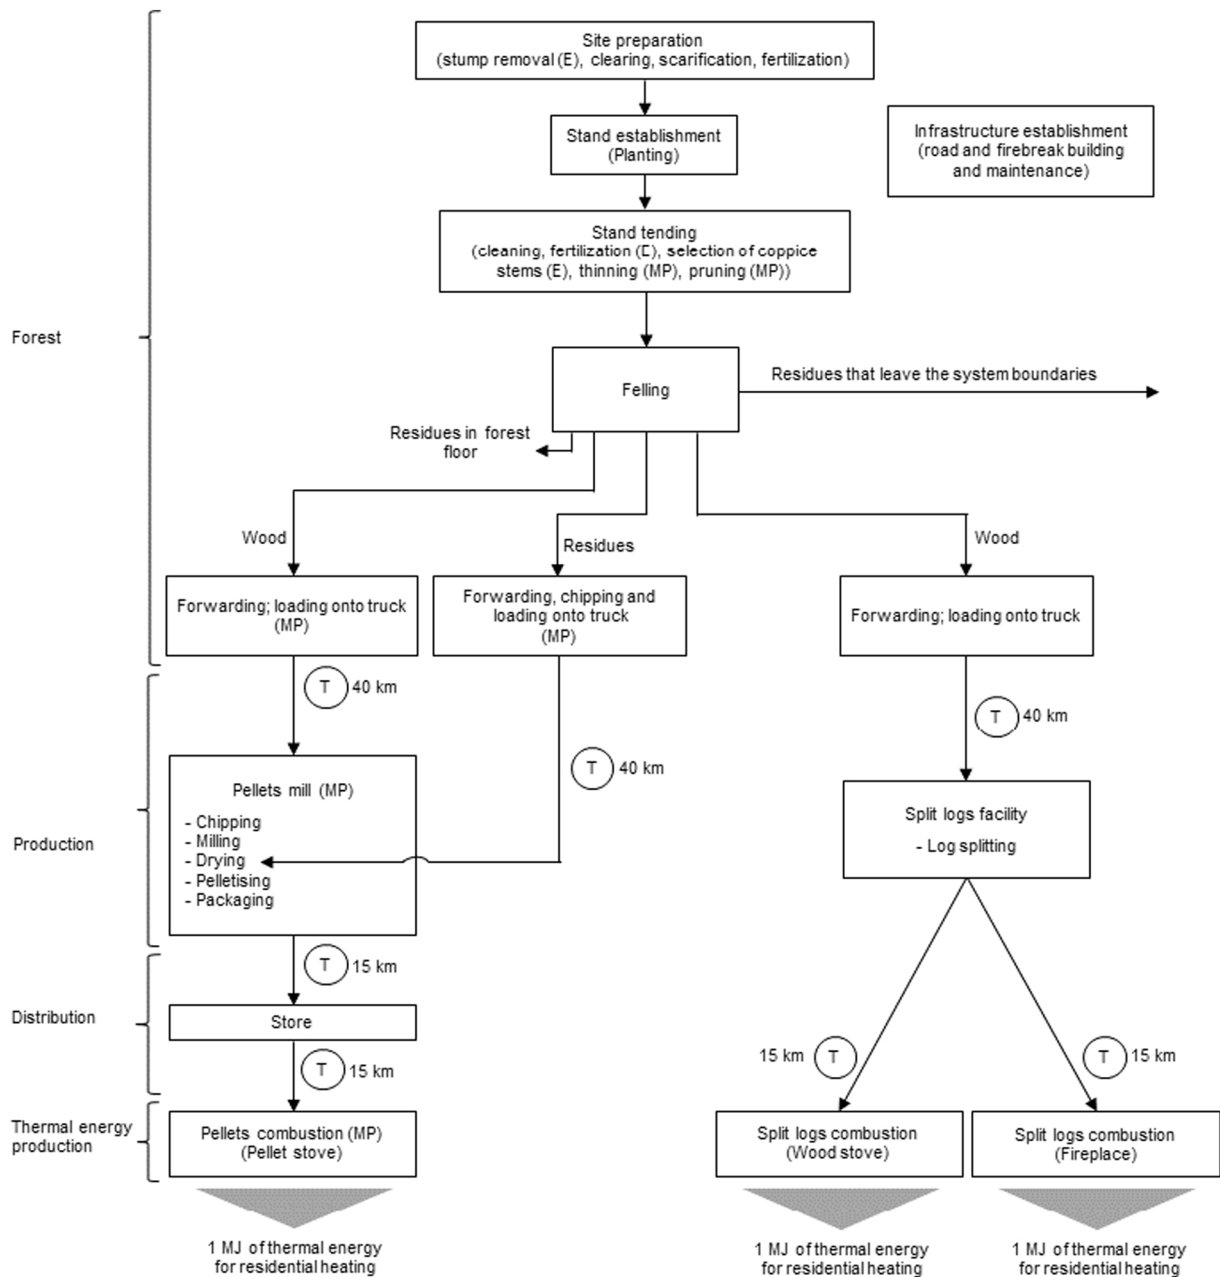 Site preparation
(stump removal (E), clearing, scarification, fertilization)
Stand establishment
(Planting)
Infrastructure establishment
(road and firebreak building
and maintenance)
Stand tending
(cleaning, fertilization (E), selection of coppice
stems (E), thinning (MP), pruning (MP))
Forest
Felling
Residues that leave the system boundaries
Residues in forest
floor
Wood
Residues
Wood
Forwarding; loading onto truck
(MP)
Forwarding, chipping and
loading onto truck
(MP)
Forwarding; loading onto truck
T 40 km
T 40 km
T 40 km
Production
Pellets mill (MP)
- Chipping
- Milling
- Drying
- Pelletising
- Packaging
Split logs facility
- Log splitting
T 15 km
Distribution
Store
T 15 km
15 km T
T 15 km
Thermal energy
production
Pellets combustion (MP)
(Pellet stove)
Split logs combustion
(Wood stove)
Split logs combustion
(Fireplace)
1 MJ of thermal energy
for residential heating
1 MJ of thermal energy
for residential heating
1 MJ of thermal energy
for residential heating